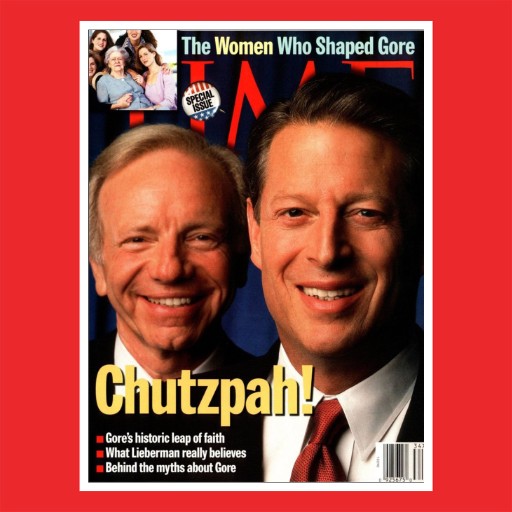 The Women Who Shaped Gore
TIME
SPECIAL
ISSUE
Chutzpah!
Gore's historic leap of faith
What Lieberman really believes
Behind the myths about Gore
34